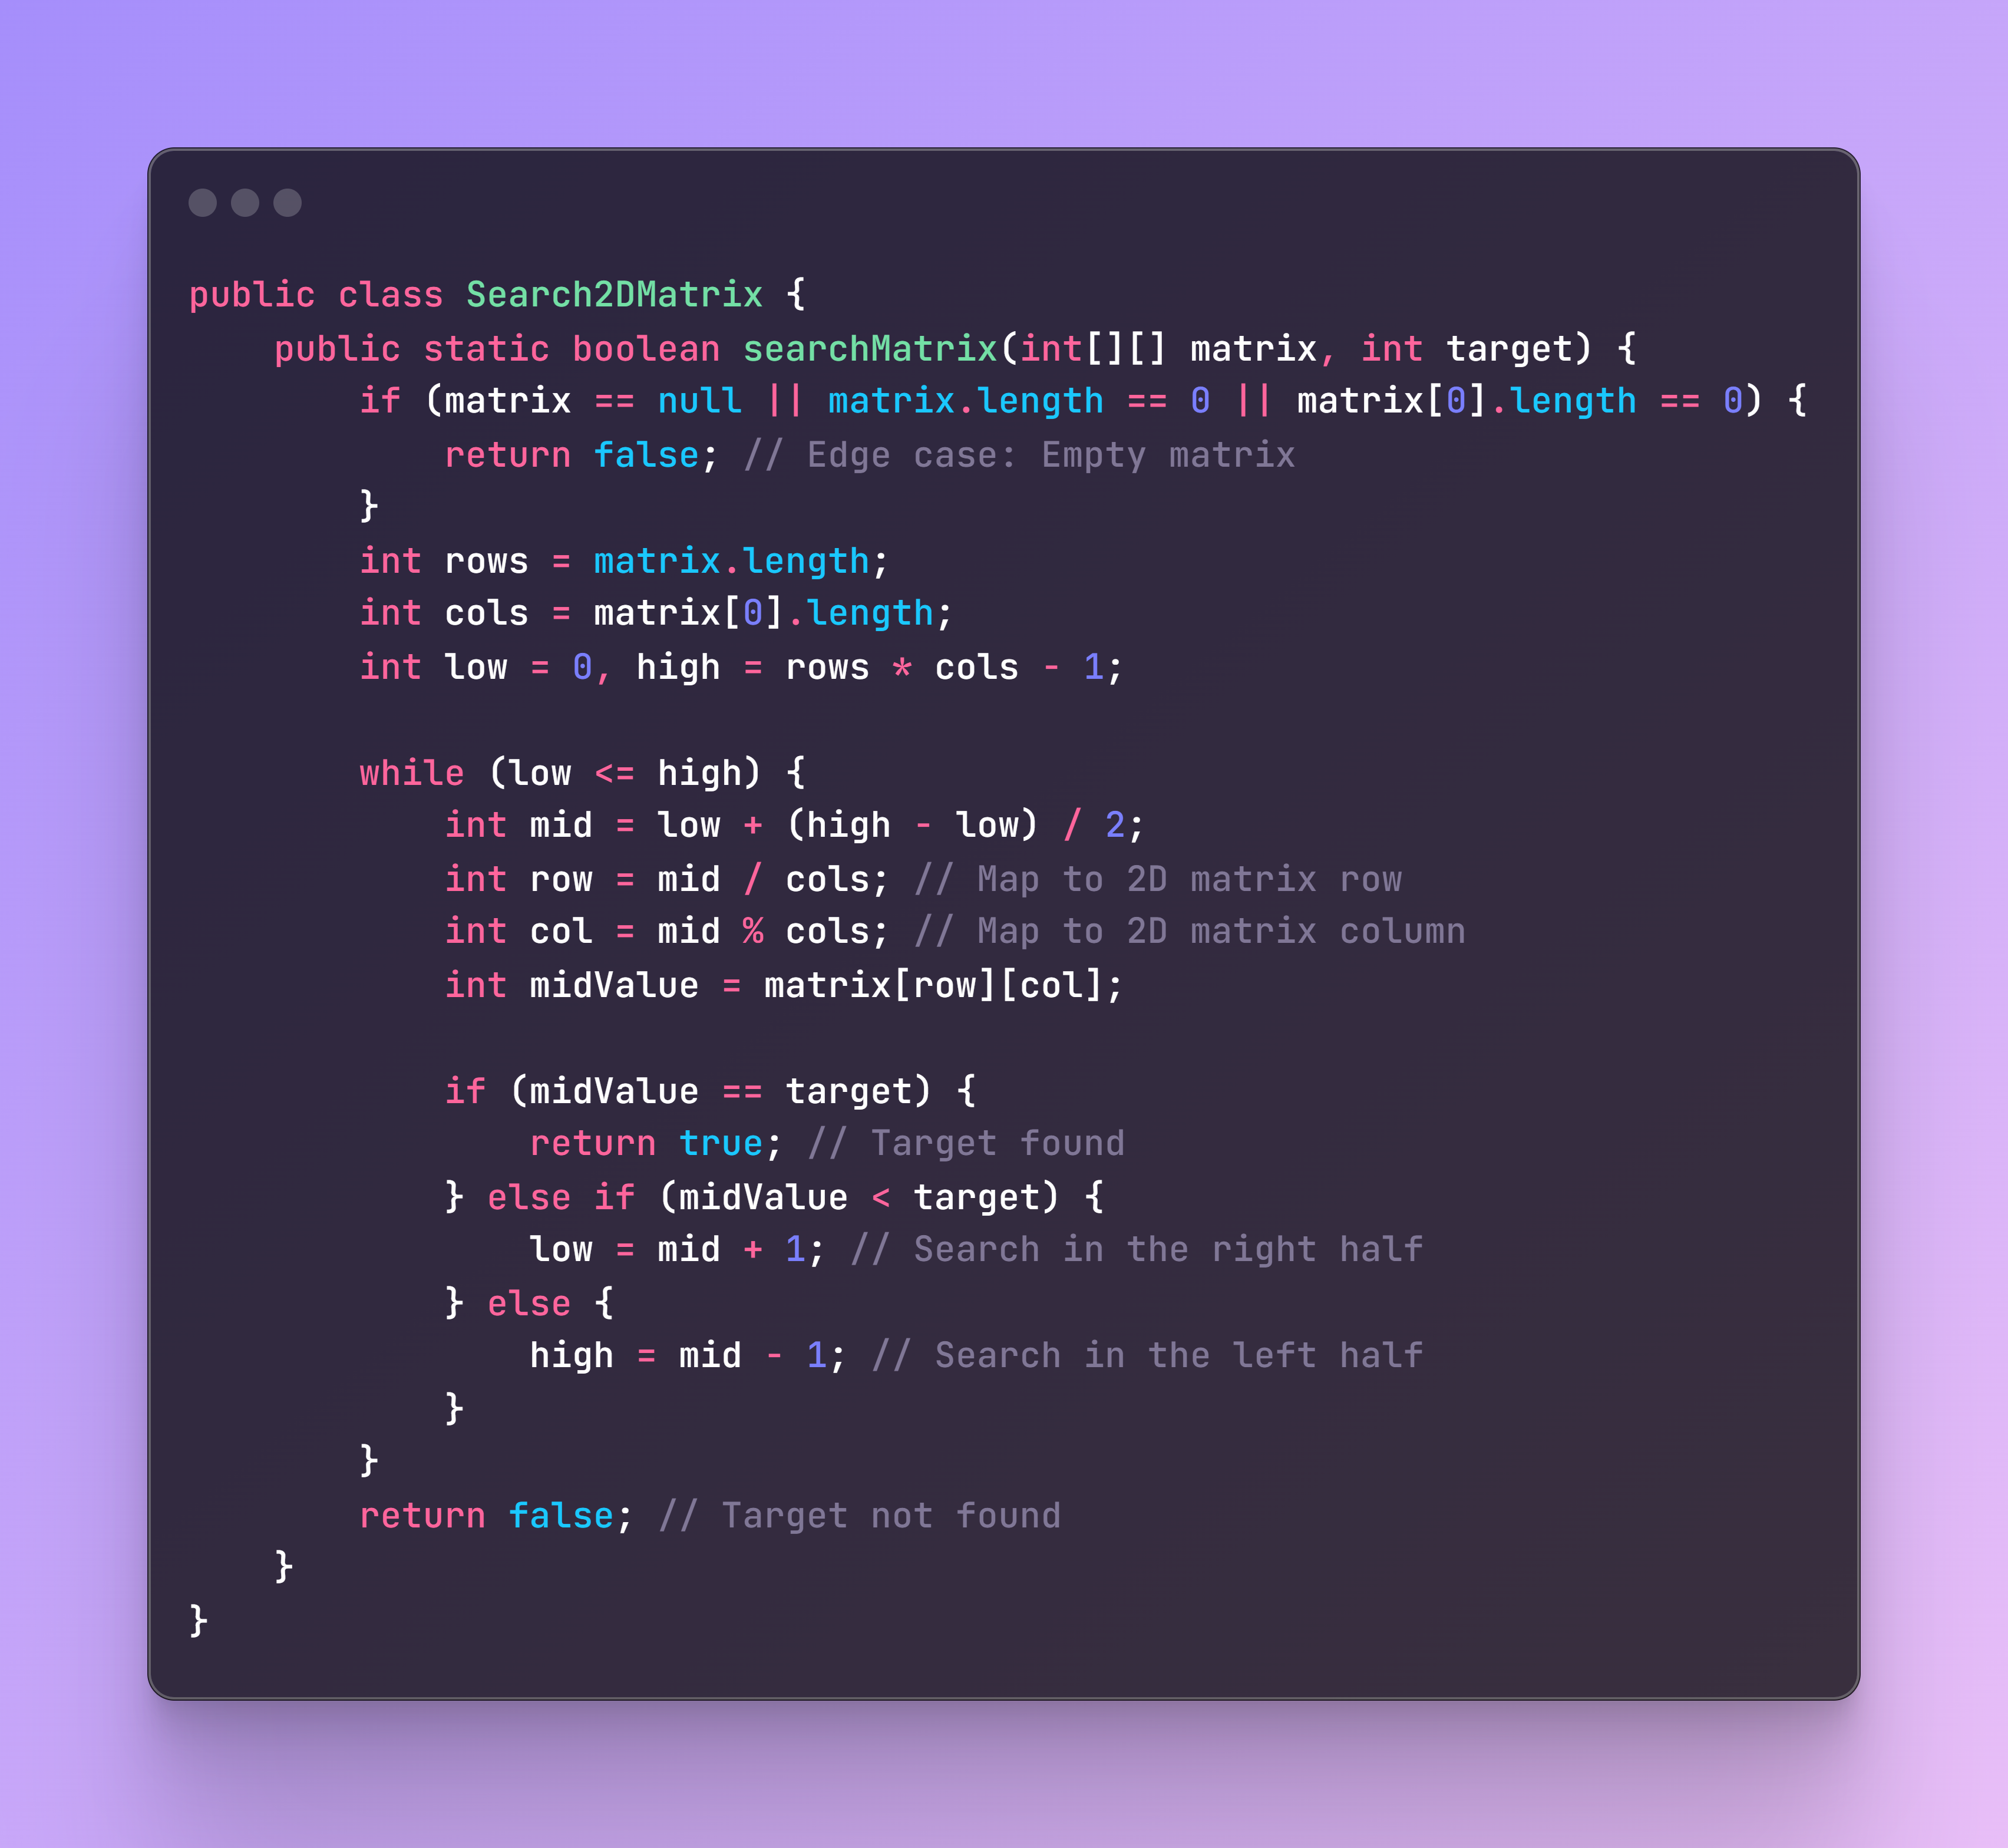 public class Search2DMatrix {
    public static boolean searchMatrix(int[][] matrix, int target) {
        if (matrix == null || matrix.length == 0 || matrix[0].length == 0) {
            return false; // Edge case: Empty matrix
        }
        int rows = matrix.length;
        int cols = matrix[0].length;
        int low = 0, high = rows * cols - 1;

        while (low <= high) {
            int mid = low + (high - low) / 2;
            int row = mid / cols; // Map to 2D matrix row
            int col = mid % cols; // Map to 2D matrix column
            int midValue = matrix[row][col];

            if (midValue == target) {
                return true; // Target found
            } else if (midValue < target) {
                low = mid + 1; // Search in the right half
            } else {
                high = mid - 1; // Search in the left half
            }
        }
        return false; // Target not found
    }
}